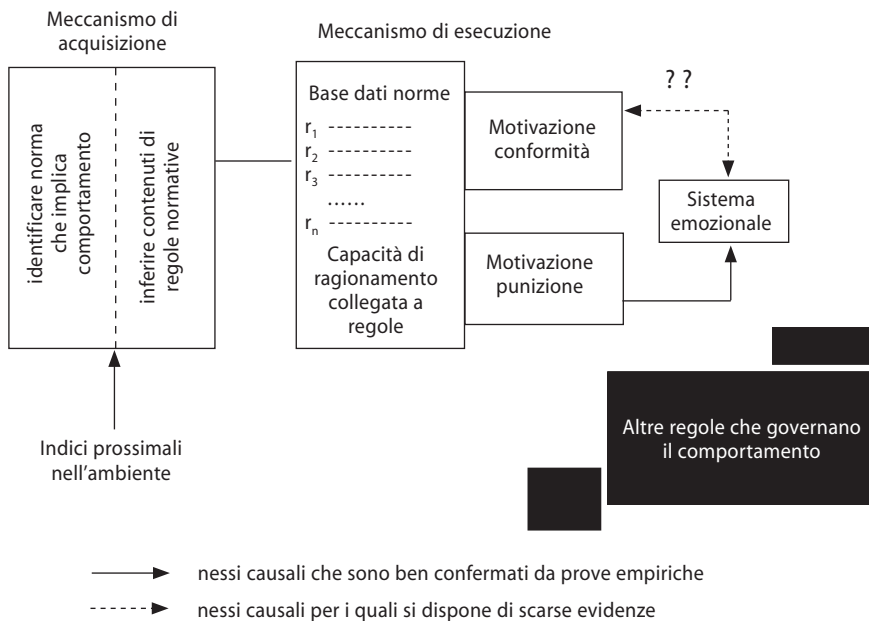 Meccanismo di
acquisizione
identificare norma
che implica
comportamento
inferire contenuti di
regole normative
Indici prossimali
nell’ambiente
Meccanismo di esecuzione
Base dati norme
r1 ----------
r2 ----------
r3 ----------
......
rn ----------
Capacità di
ragionamento
collegata a
regole
Motivazione
conformità
Motivazione
punizione
? ?
Sistema
emozionale
Altre regole che governano
il comportamento
nessi causali che sono ben confermati da prove empiriche
nessi causali per i quali si dispone di scarse evidenze